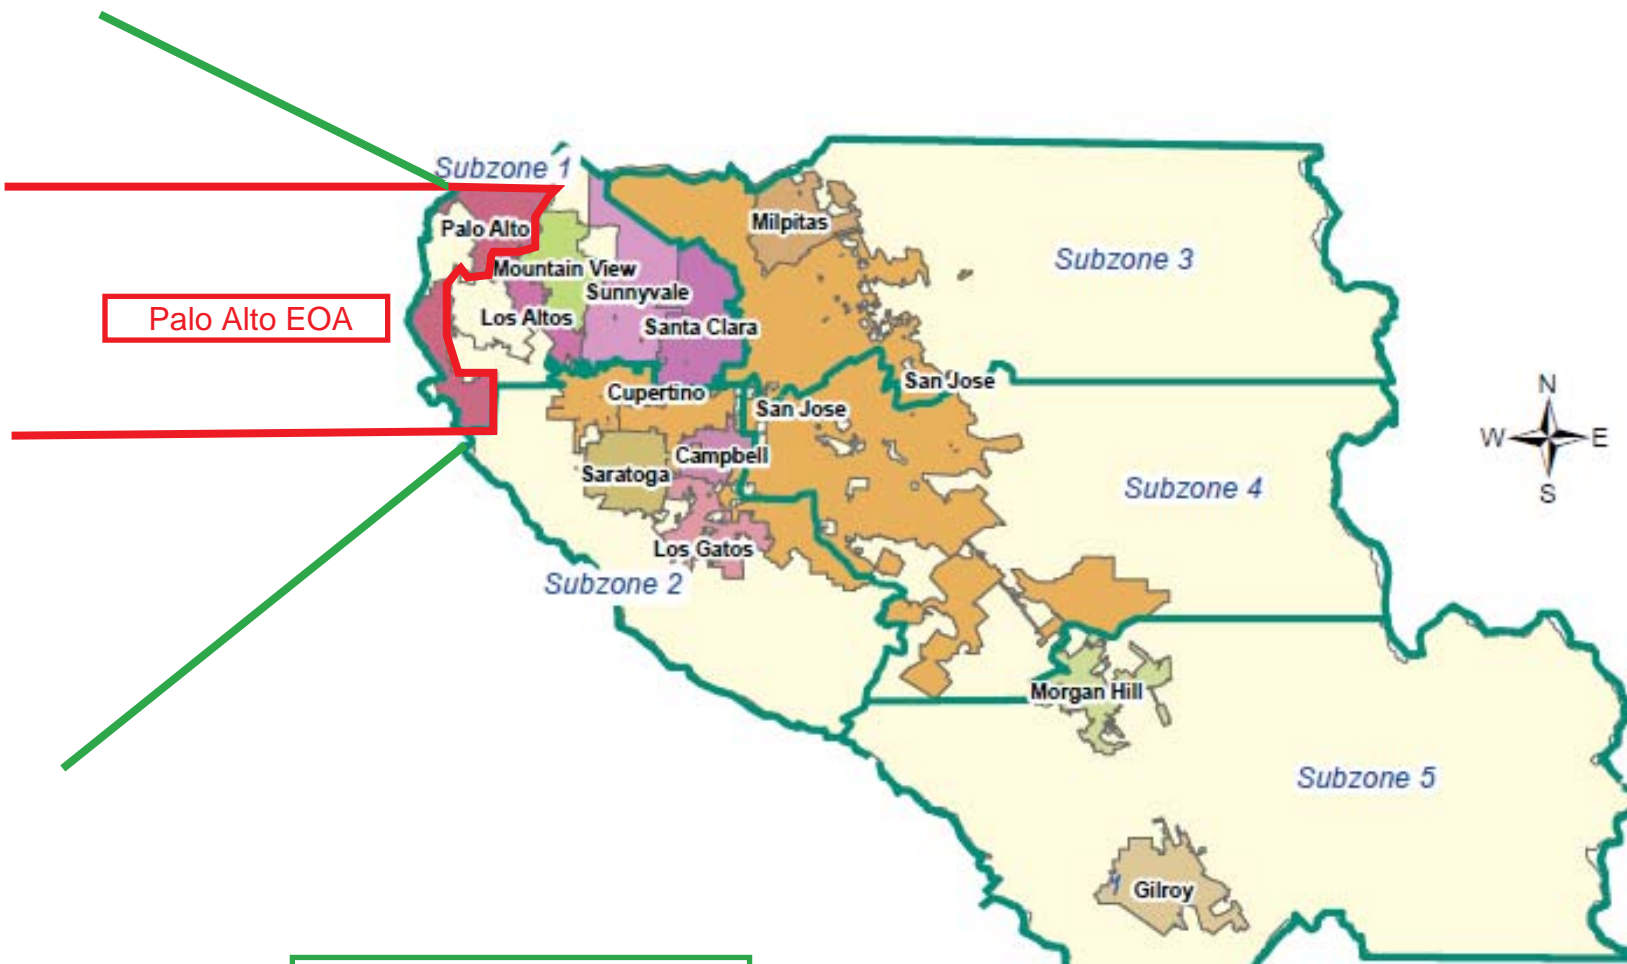 Subzone 1
Palo Alto
Milpitas
Subzone 3
Mountain View
Sunnyvale
Palo Alto EOA
Los Altos
Santa Clara
San Jose
Cupertino
San Jose
N
W
E
S
Campbell
Saratoga
Subzone 4
Los Gatos
Subzone 2
Morgan Hill
Subzone 5
Gilroy